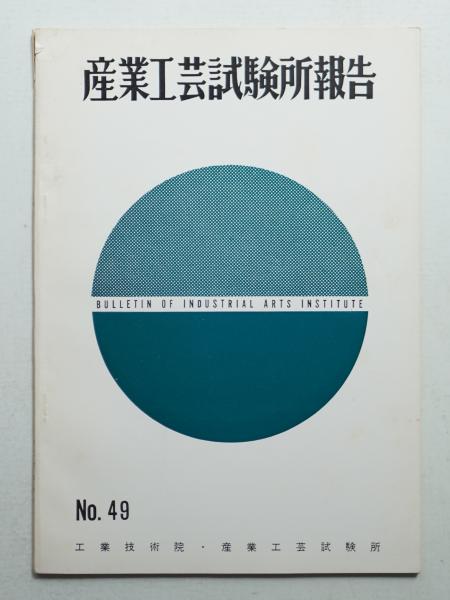 産業工芸試験所報告
BULLETIN OF INDUSTRIAL ARTS INSTITUTE
No. 49
工業技術院・産業工芸試験所